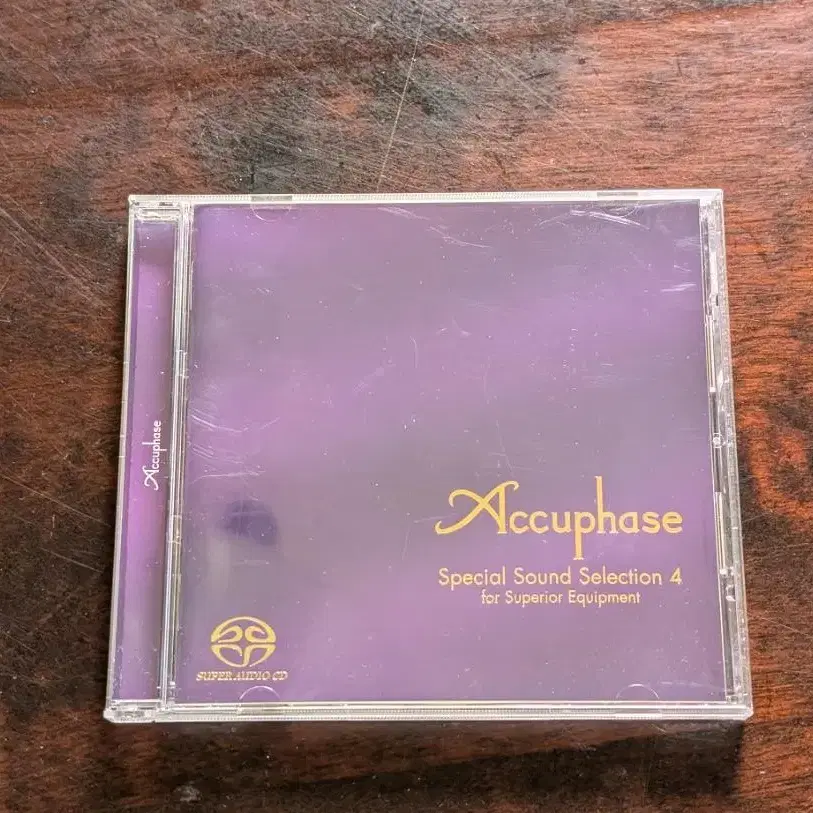 Accuphase
Accuphase
Special Sound Selection 4
for Superior Equipment
SUPER AUDIO CD